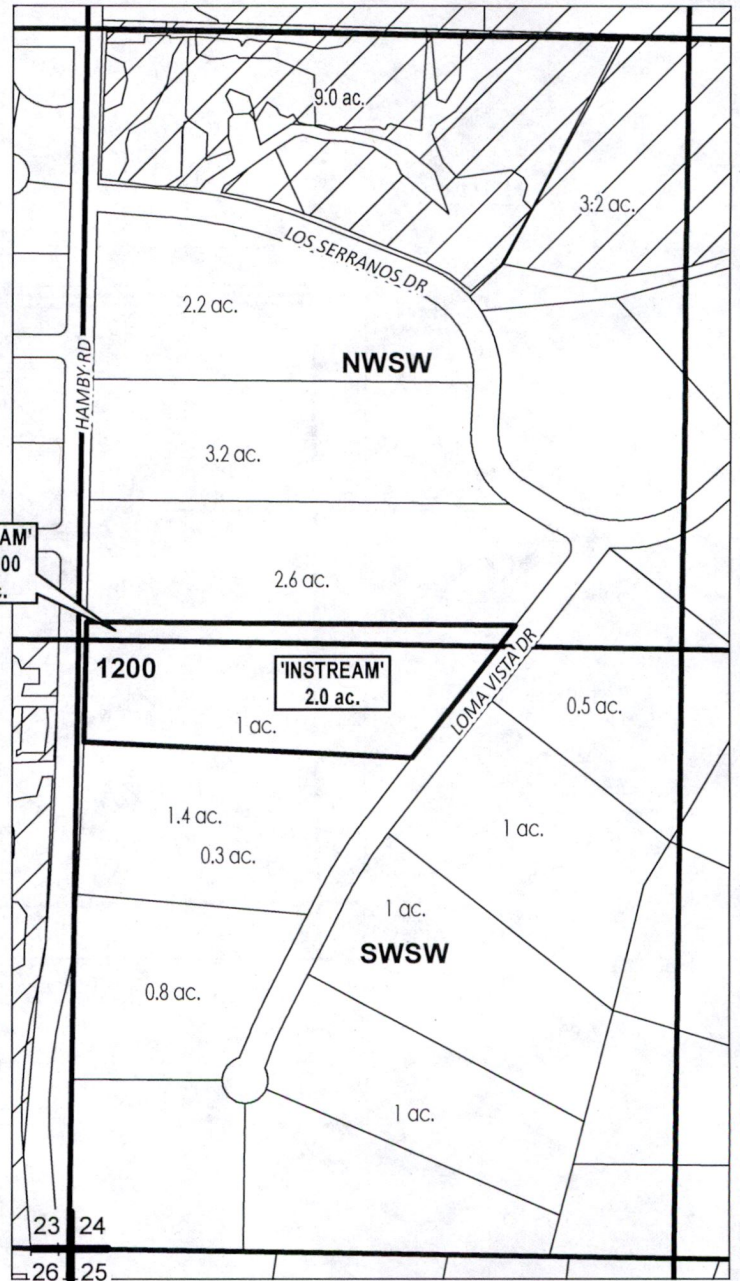 9.0 ac.
3.2 ac.
LOS SERRANOS DR
2.2 ac.
NWSW
HAMBY RD
3.2 ac.
AM'
00
c.
2.6 ac.
1200
'INSTREAM'
2.0 ac.
LOMA VISTA DR
0.5 ac.
1 ac.
1.4 ac.
0.3 ac.
1 ac.
1 ac.
SWSW
0.8 ac.
1 ac.
23 24
26 25